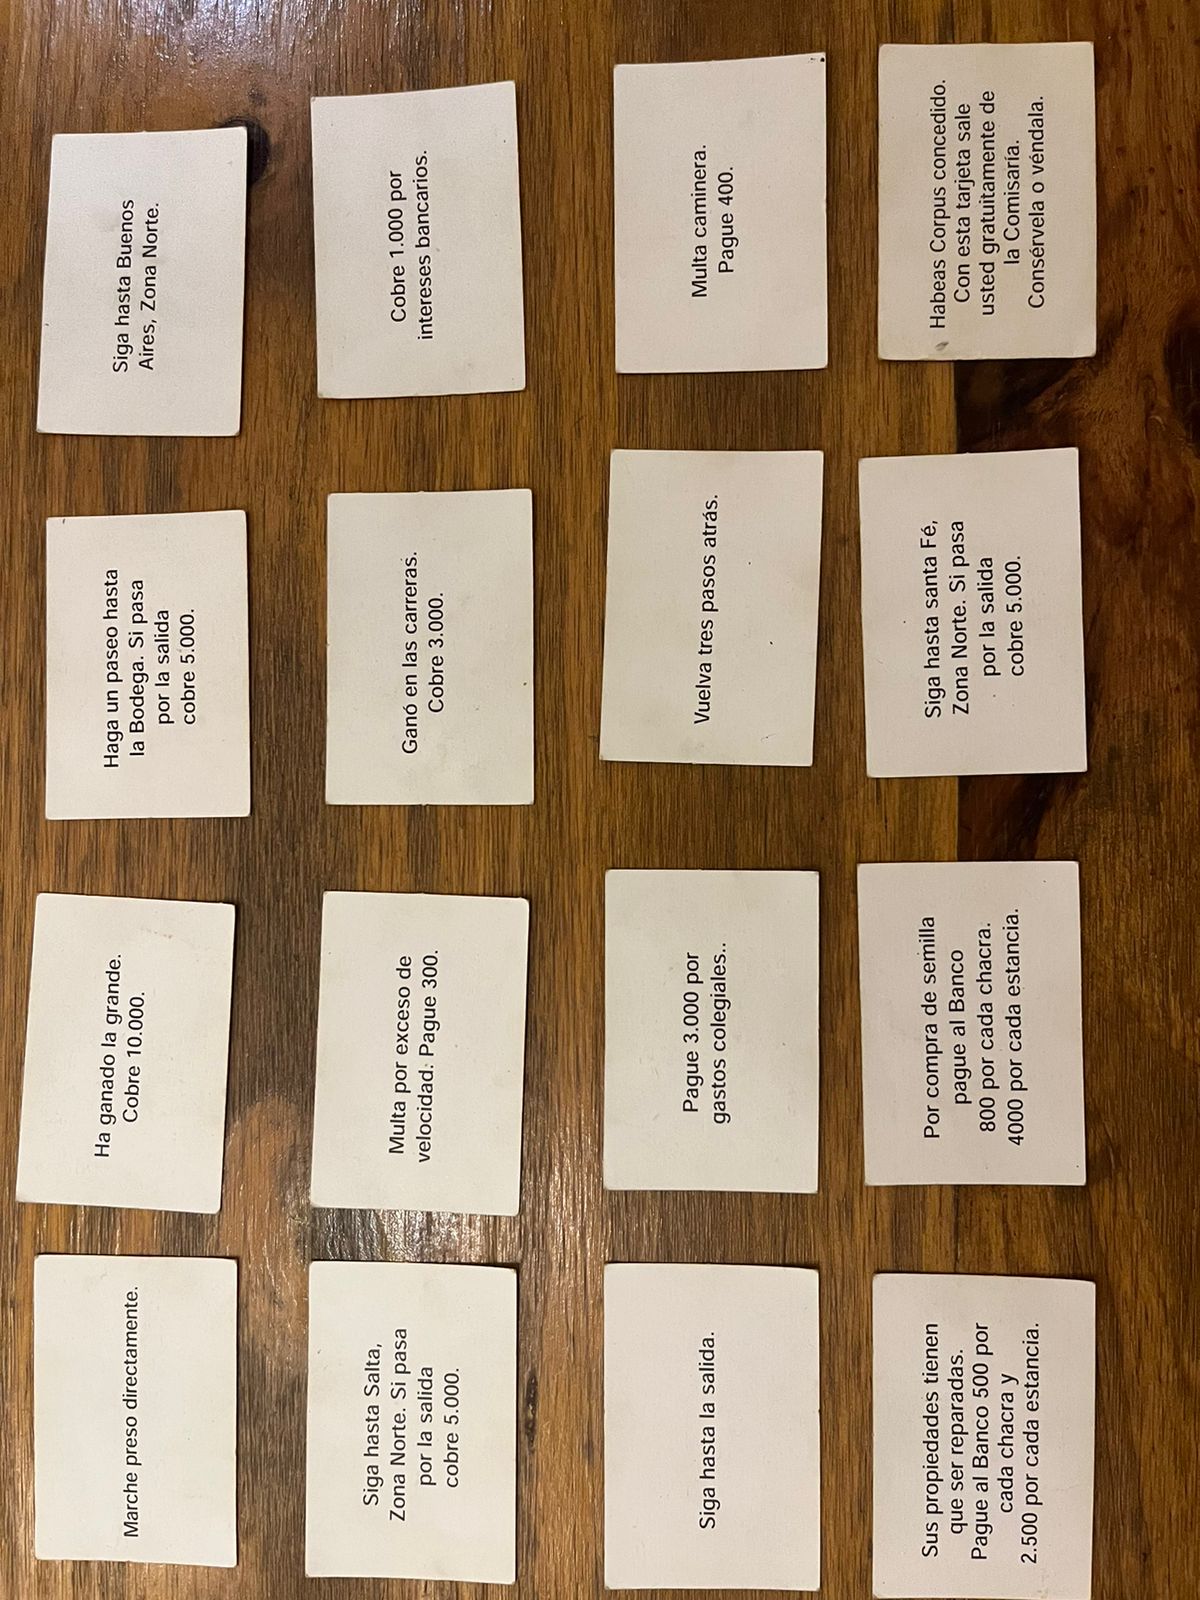 Marche preso directamente.
Ha ganado la grande.
Cobre 10.000.
Haga un paseo hasta
la Bodega. Si pasa
por la salida
cobre 5.000.
Siga hasta Buenos
Aires, Zona Norte.
Siga hasta Salta,
Zona Norte. Si pasa
por la salida
cobre 5.000.
Multa por exceso de
velocidad. Pague 300.
Ganó en las carreras.
Cobre 3.000.
Cobre 1.000 por
intereses bancarios.
Siga hasta la salida.
Pague 3.000 por
gastos colegiales..
Vuelva tres pasos atrás.
Multa caminera.
Pague 400.
Sus propiedades tienen
que ser reparadas.
Pague al Banco 500 por
cada chacra y
2.500 por cada estancia.
Por compra de semilla
pague al Banco
800 por cada chacra.
4000 por cada estancia.
Siga hasta santa Fé,
Zona Norte. Si pasa
por la salida
cobre 5.000.
Habeas Corpus concedido.
Con esta tarjeta sale
usted gratuitamente de
la Comisaría.
Consérvela o véndala.